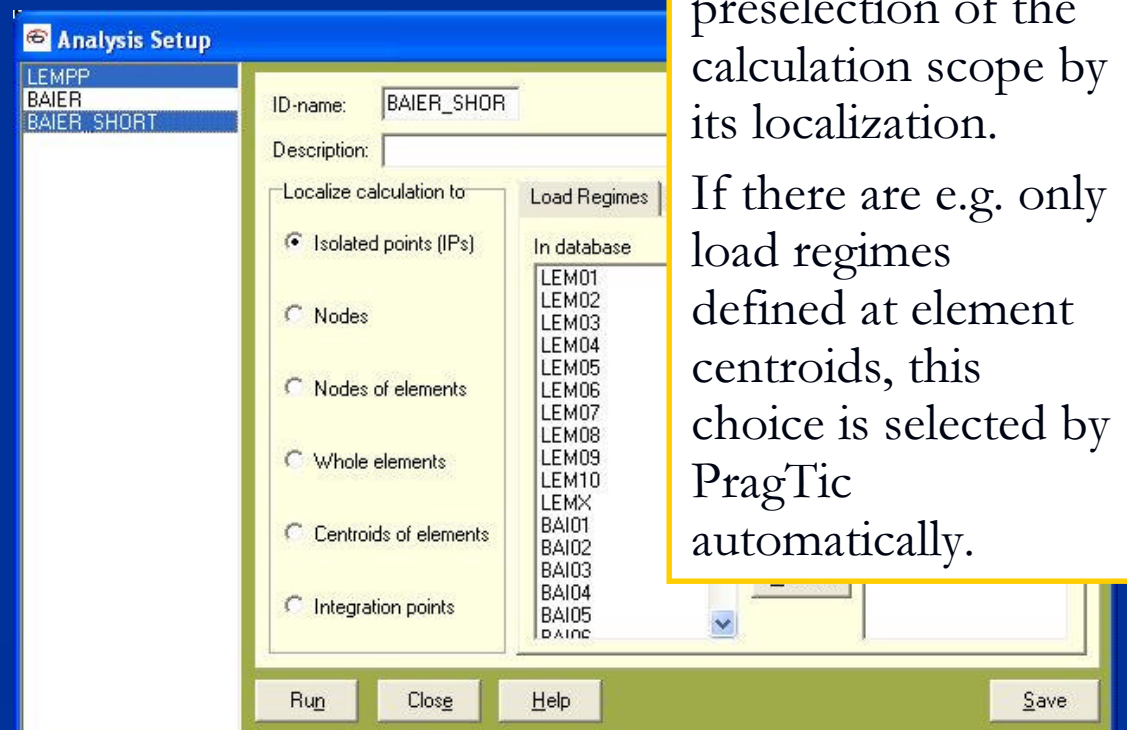 Analysis Setup
LEMPP
BAIER
BAIER_SHORT
ID-name:
BAIER_SHOR
Description:
Localize calculation to
Isolated points (IPs)
Nodes
Nodes of elements
Whole elements
Centroids of elements
Integration points
Load Regimes
In database
LEM01
LEM02
LEM03
LEM04
LEM05
LEM06
LEM07
LEM08
LEM09
LEM10
LEMX
BAI01
BAI02
BAI03
BAI04
BAI05
BAI06
Run
Close
Help
Save
preselection of the
calculation scope by
its localization.
If there are e.g. only
load regimes
defined at element
centroids, this
choice is selected by
PragTic
automatically.